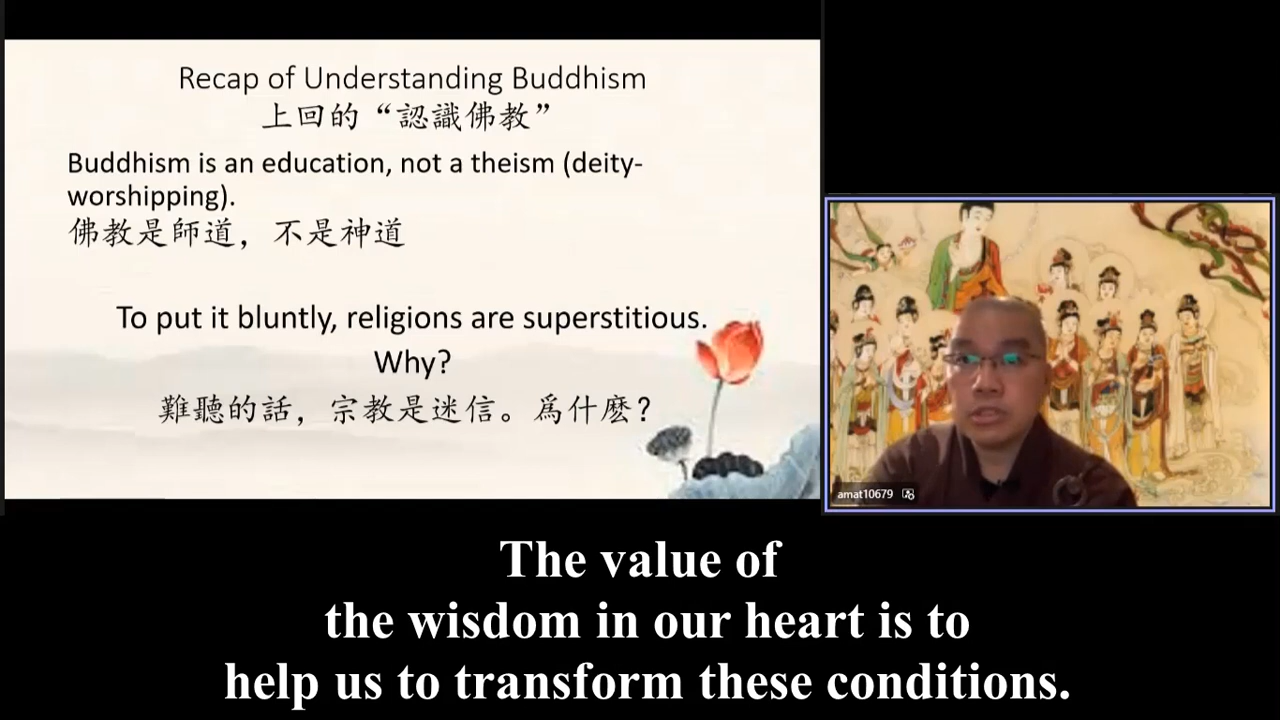 Recap of Understanding Buddhism
上回的“認識佛教”
Buddhism is an education, not a theism (deity-
worshipping).
佛教是師道，不是神道
To put it bluntly, religions are superstitious.
Why?
難聽的話，宗教是迷信。爲什麽？
amat10679
The value of
the wisdom in our heart is to
help us to transform these conditions.